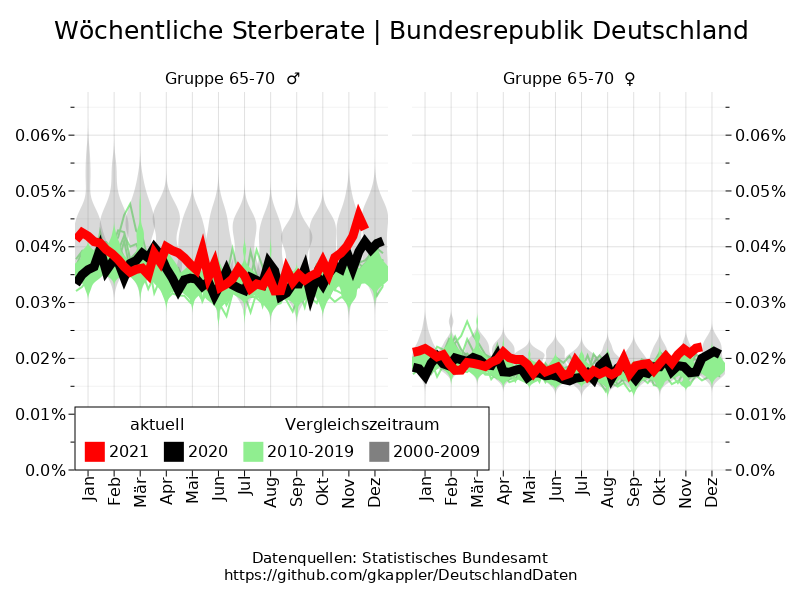 Wöchentliche Sterberate | Bundesrepublik Deutschland
Gruppe 65-70 ♂
Gruppe 65-70 ♀
0.06%
0.05%
0.04%
0.03%
0.02%
0.01%
0.0%
0.06%
0.05%
0.04%
0.03%
0.02%
0.01%
0.0%
aktuell Vergleichszeitraum
2021 2020 2010-2019 2000-2009
Jan Feb Mär Apr Mai Jun Jul Aug Sep Okt Nov Dez
Jan Feb Mär Apr Mai Jun Jul Aug Sep Okt Nov Dez
Datenquellen: Statistisches Bundesamt
https://github.com/gkappler/DeutschlandDaten